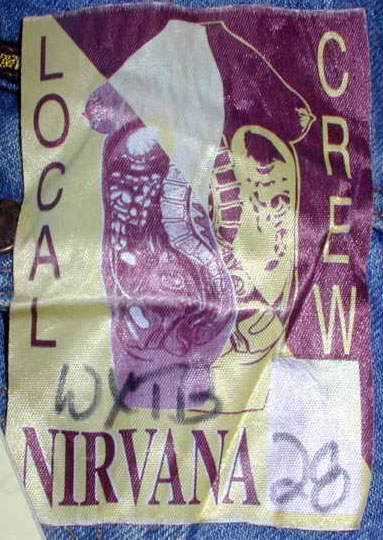 LOCAL
CREW
WXTB
NIRVANA
28